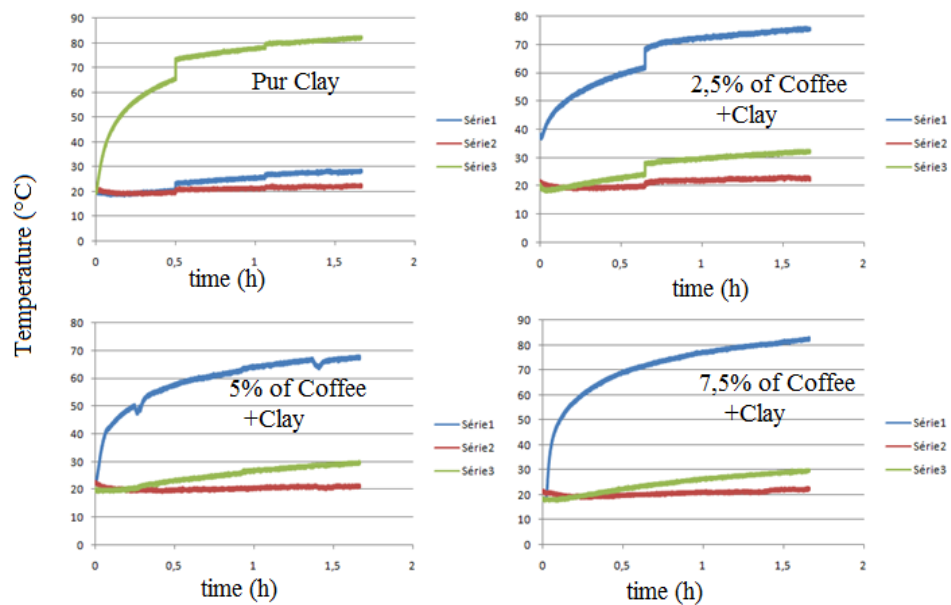 Temperature (°C)
90
80
70
60
50
40
30
20
10
0
0
0,5
1
1,5
2
Pur Clay
Série1
Série2
Série3
time (h)
80
70
60
50
40
30
20
10
0
0
0,5
1
1,5
2
2,5% of Coffee
+Clay
Série1
Série2
Série3
time (h)
80
70
60
50
40
30
20
10
0
0
0,5
1
1,5
2
5% of Coffee
+Clay
Série1
Série2
Série3
time (h)
90
80
70
60
50
40
30
20
10
0
0
0,5
1
1,5
2
7,5% of Coffee
+Clay
Série1
Série2
Série3
time (h)